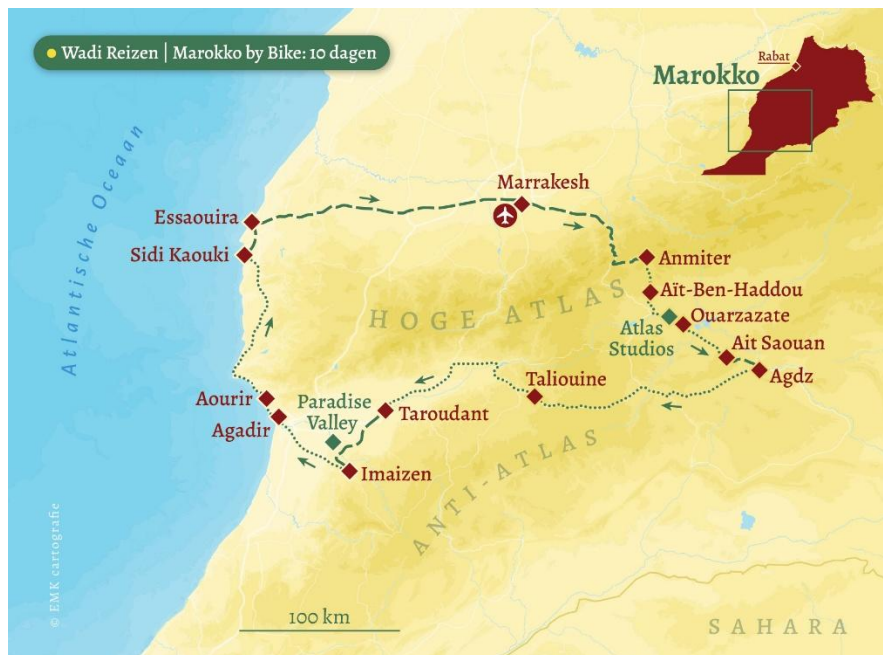 Wadi Reizen | Marokko by Bike: 10 dagen
Rabat
Marokko
Atlantische Oceaan
Marrakesh
Essaouira
Sidi Kaouki
Anmiter
Aït-Ben-Haddou
HOGE ATLAS
Ouarzazate
Atlas
Studios
Ait Saouan
Agdz
Taliouine
Aourir
Paradise
Valley
Taroudant
Agadir
Imaizen
ANTI-ATLAS
© EMK cartografie
100 km
SAHARA